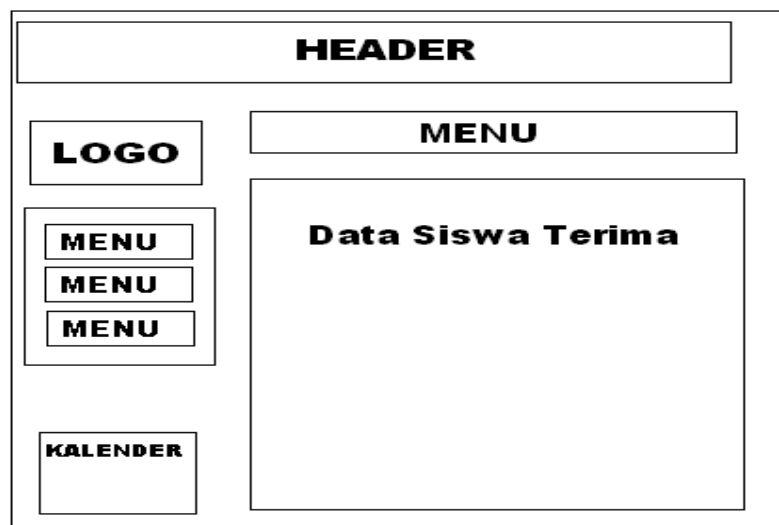 HEADER
LOGO
MENU
MENU
MENU
KALENDER
MENU
Data Siswa Terima